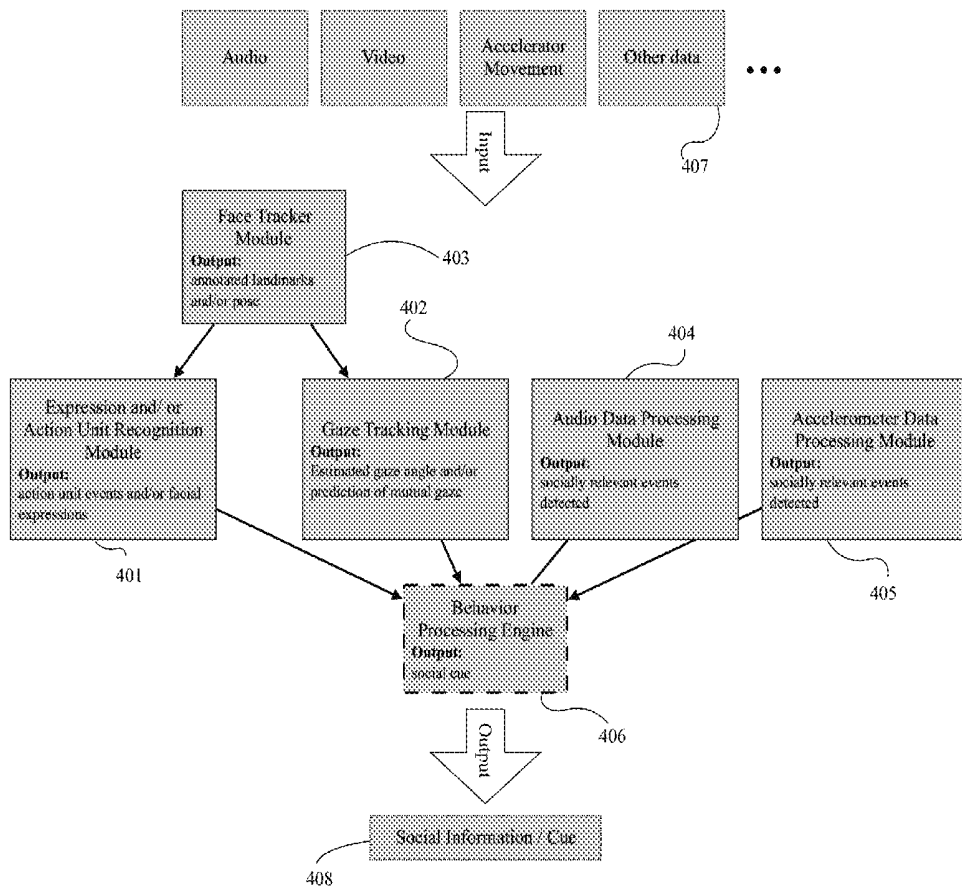 Audio
Video
Accelerator
Movement
Other data
...
Input
407
Face Tracker
Module
Output:
annotated landmarks
and/or pose
403
402
404
Expression and/ or
Action Unit Recognition
Module
Output:
action unit events and/or facial
expressions
Gaze Tracking Module
Output:
Estimated gaze angle and/or
prediction of mutual gaze
Audio Data Processing
Module
Output:
socially relevant events
detected
Accelerometer Data
Processing Module
Output:
socially relevant events
detected
401
405
Behavior
Processing Engine
Output:
social cue
406
Output
Social Information / Cue
408